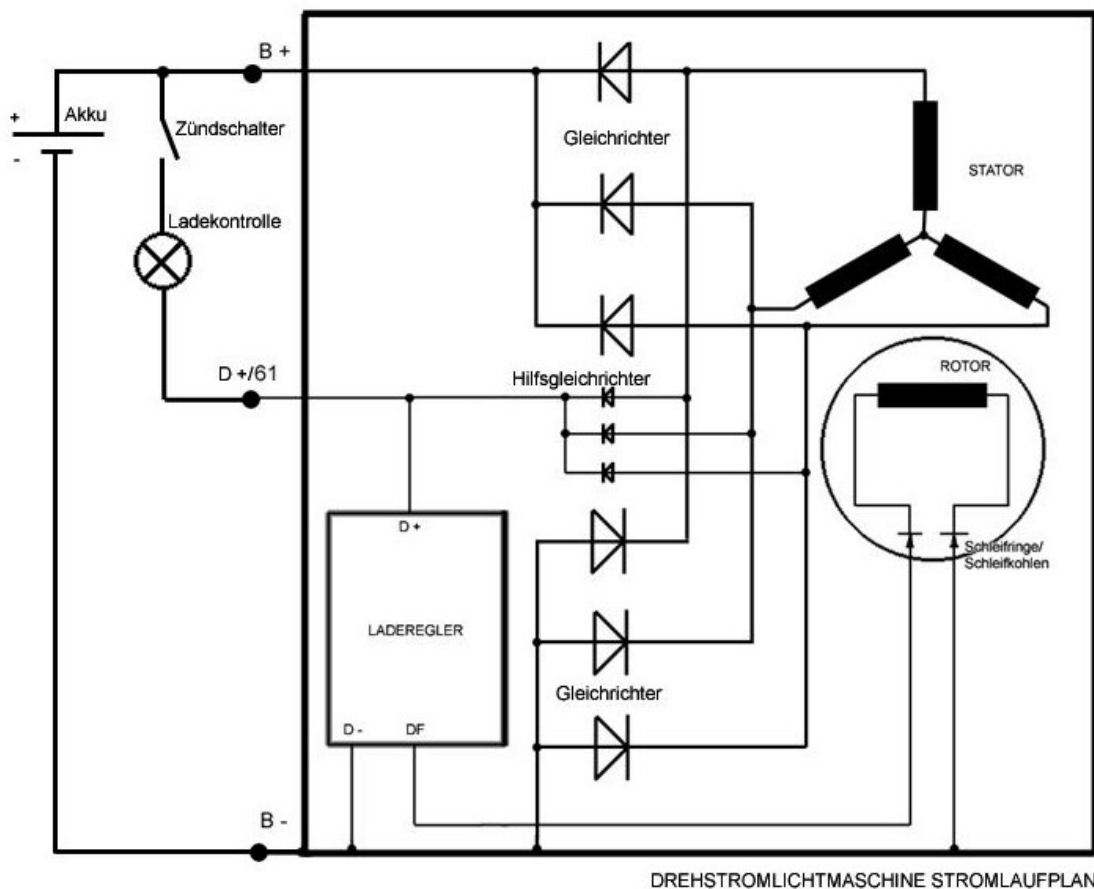 B +
+
Akku
-
Zündschalter
Gleichrichter
STATOR
Ladekontrolle
D +/61
Hilfsgleichrichter
ROTOR
D +
Schleifringe/
Schleifkohlen
LADEREGLER
Gleichrichter
D -
DF
B -
DREHSTROMLICHTMASCHINE STROMLAUFPLAN